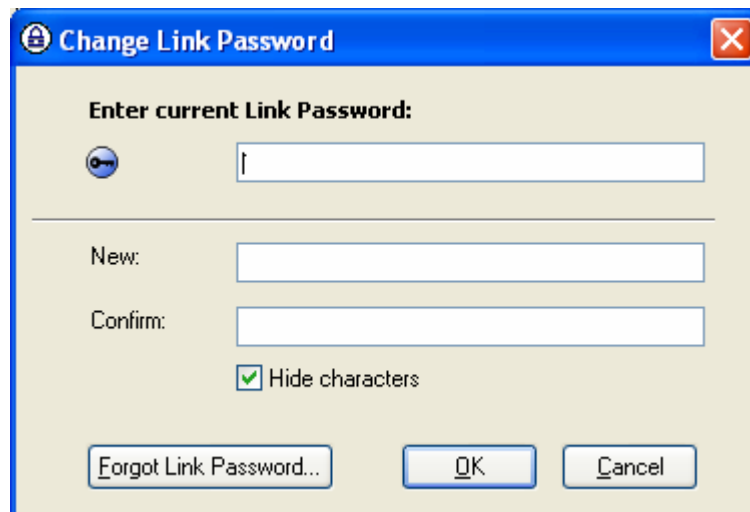 Change Link Password
Enter current Link Password:
New:
Confirm:
Hide characters
Forgot Link Password...
OK
Cancel